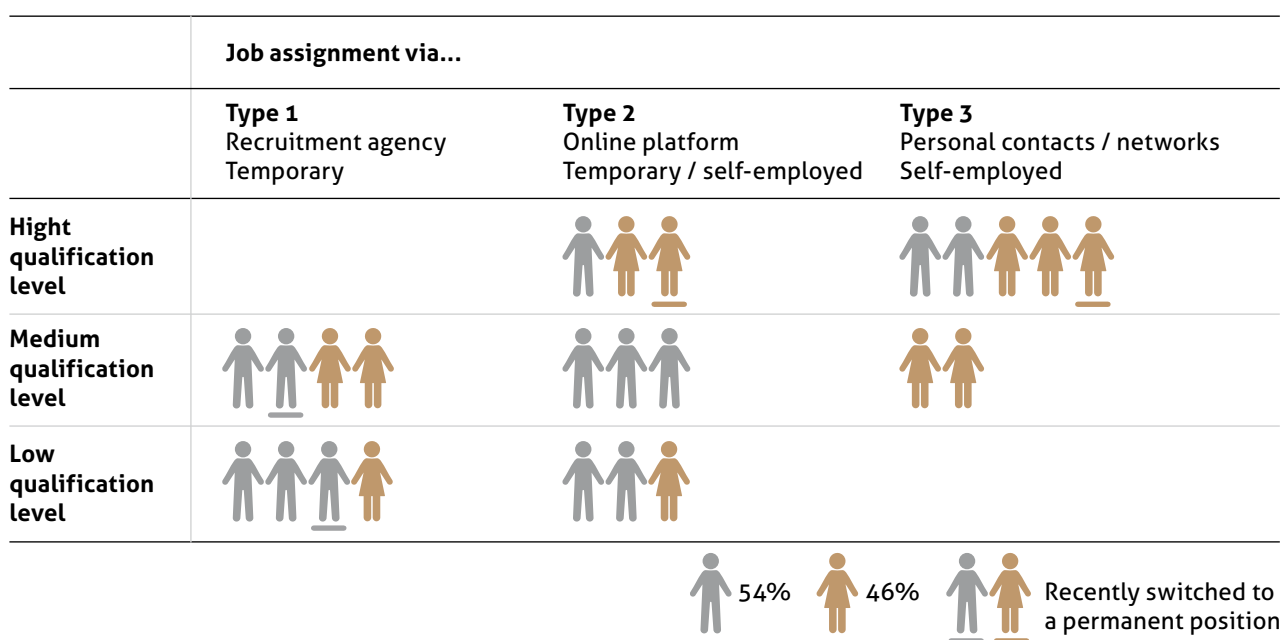 Job assignment via...
Type 1
Recruitment agency
Temporary
Type 2
Online platform
Temporary / self-employed
Type 3
Personal contacts / networks
Self-employed
Hight
qualification
level
Medium
qualification
level
Low
qualification
level
54%
46%
Recently switched to
a permanent position